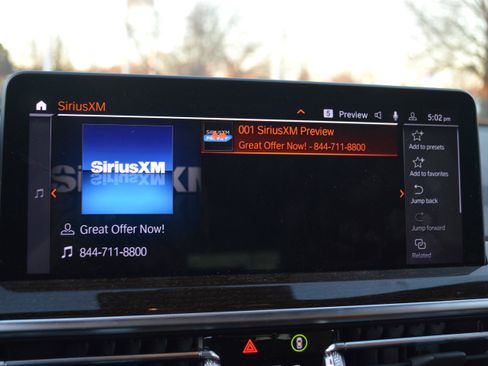 SiriusXM
S Preview
5:02 pm
SiriusXM
001 SiriusXM Preview
Great Offer Now! - 844-711-8800
Great Offer Now!
844-711-8800
Add to presets
Add to favorites
Jump back
Jump forward
Related